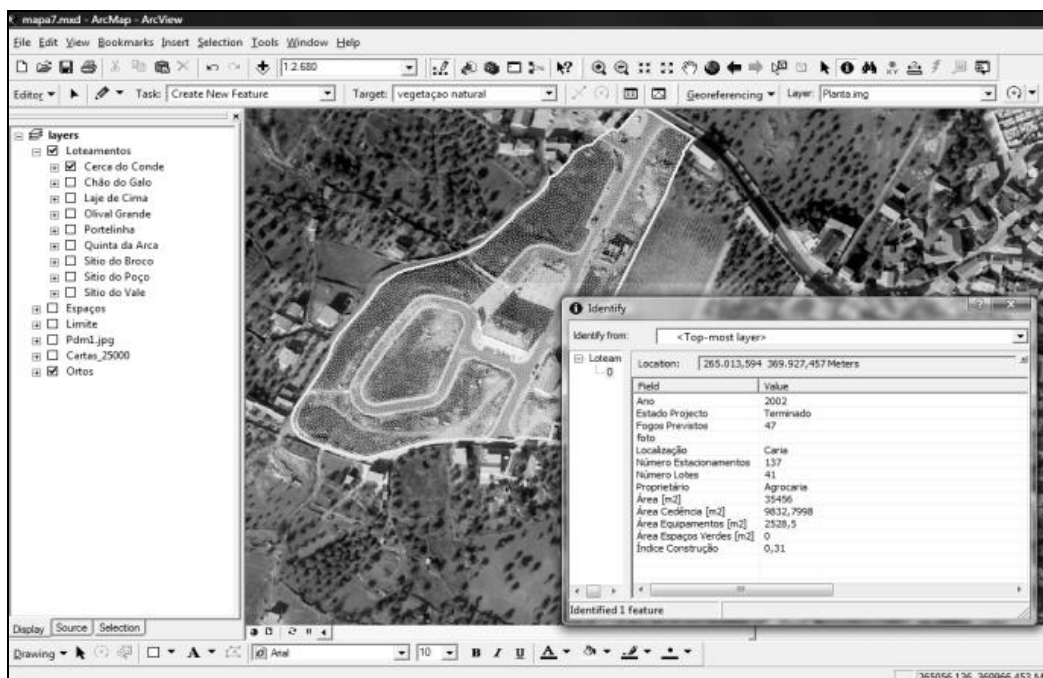 mapa7.mxd - ArcMap - ArcView
File Edit View Bookmarks Insert Selection Tools Window Help
1:2.680
Editor Task: Create New Feature Target: vegetaçao natural Georeferencing Layer: Planta.img
layers
Loteamentos
Cerca do Conde
Chão do Galo
Laje de Cima
Olival Grande
Portelinha
Quinta da Arca
Sítio do Broco
Sítio do Poço
Sítio do Vale
Espaços
Limite
Pdm1.jpg
Cartas_25000
Ortos
Identify
Identify from: <Top-most layer>
Loteam
0
Location: 265.013,594 369.927,457 Meters
Field Value
Ano 2002
Estado Projecto Terminado
Fogos Previstos 47
foto
Localização Caria
Número Estacionamentos 137
Número Lotes 41
Proprietário Agrocaria
Área [m2] 35456
Área Cedência [m2] 9832,7998
Área Equipamentos [m2] 2528,5
Área Espaços Verdes [m2] 0
Índice Construção 0,31
Identified 1 feature
Display Source Selection
Drawing A Arial 10 B I U A